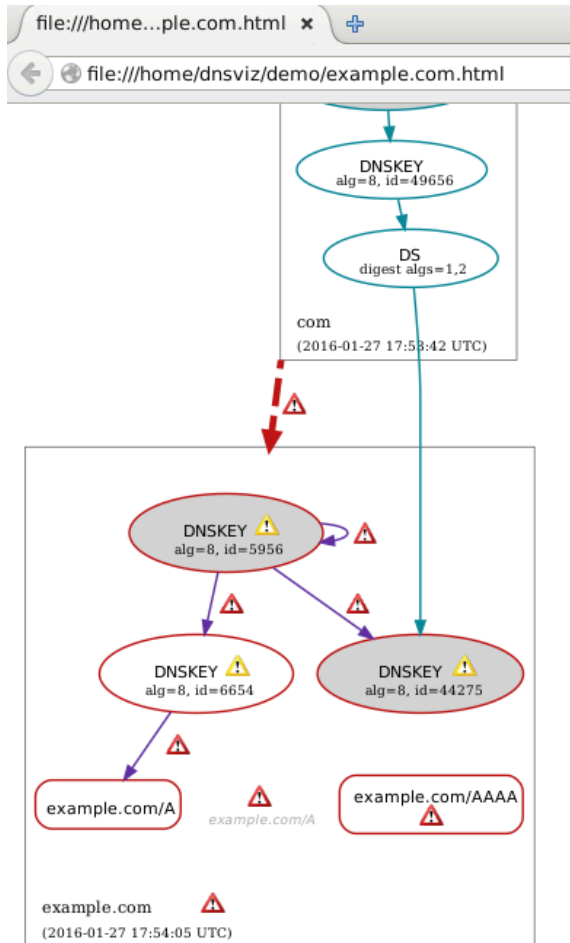 file:///home...ple.com.html
file:///home/dnsviz/demo/example.com.html
DNSKEY
alg=8, id=49656
DS
digest algs=1,2
com
(2016-01-27 17:53:42 UTC)
DNSKEY
alg=8, id=5956
DNSKEY
alg=8, id=6654
DNSKEY
alg=8, id=44275
example.com/A
example.com/A
example.com/AAAA
example.com
(2016-01-27 17:54:05 UTC)